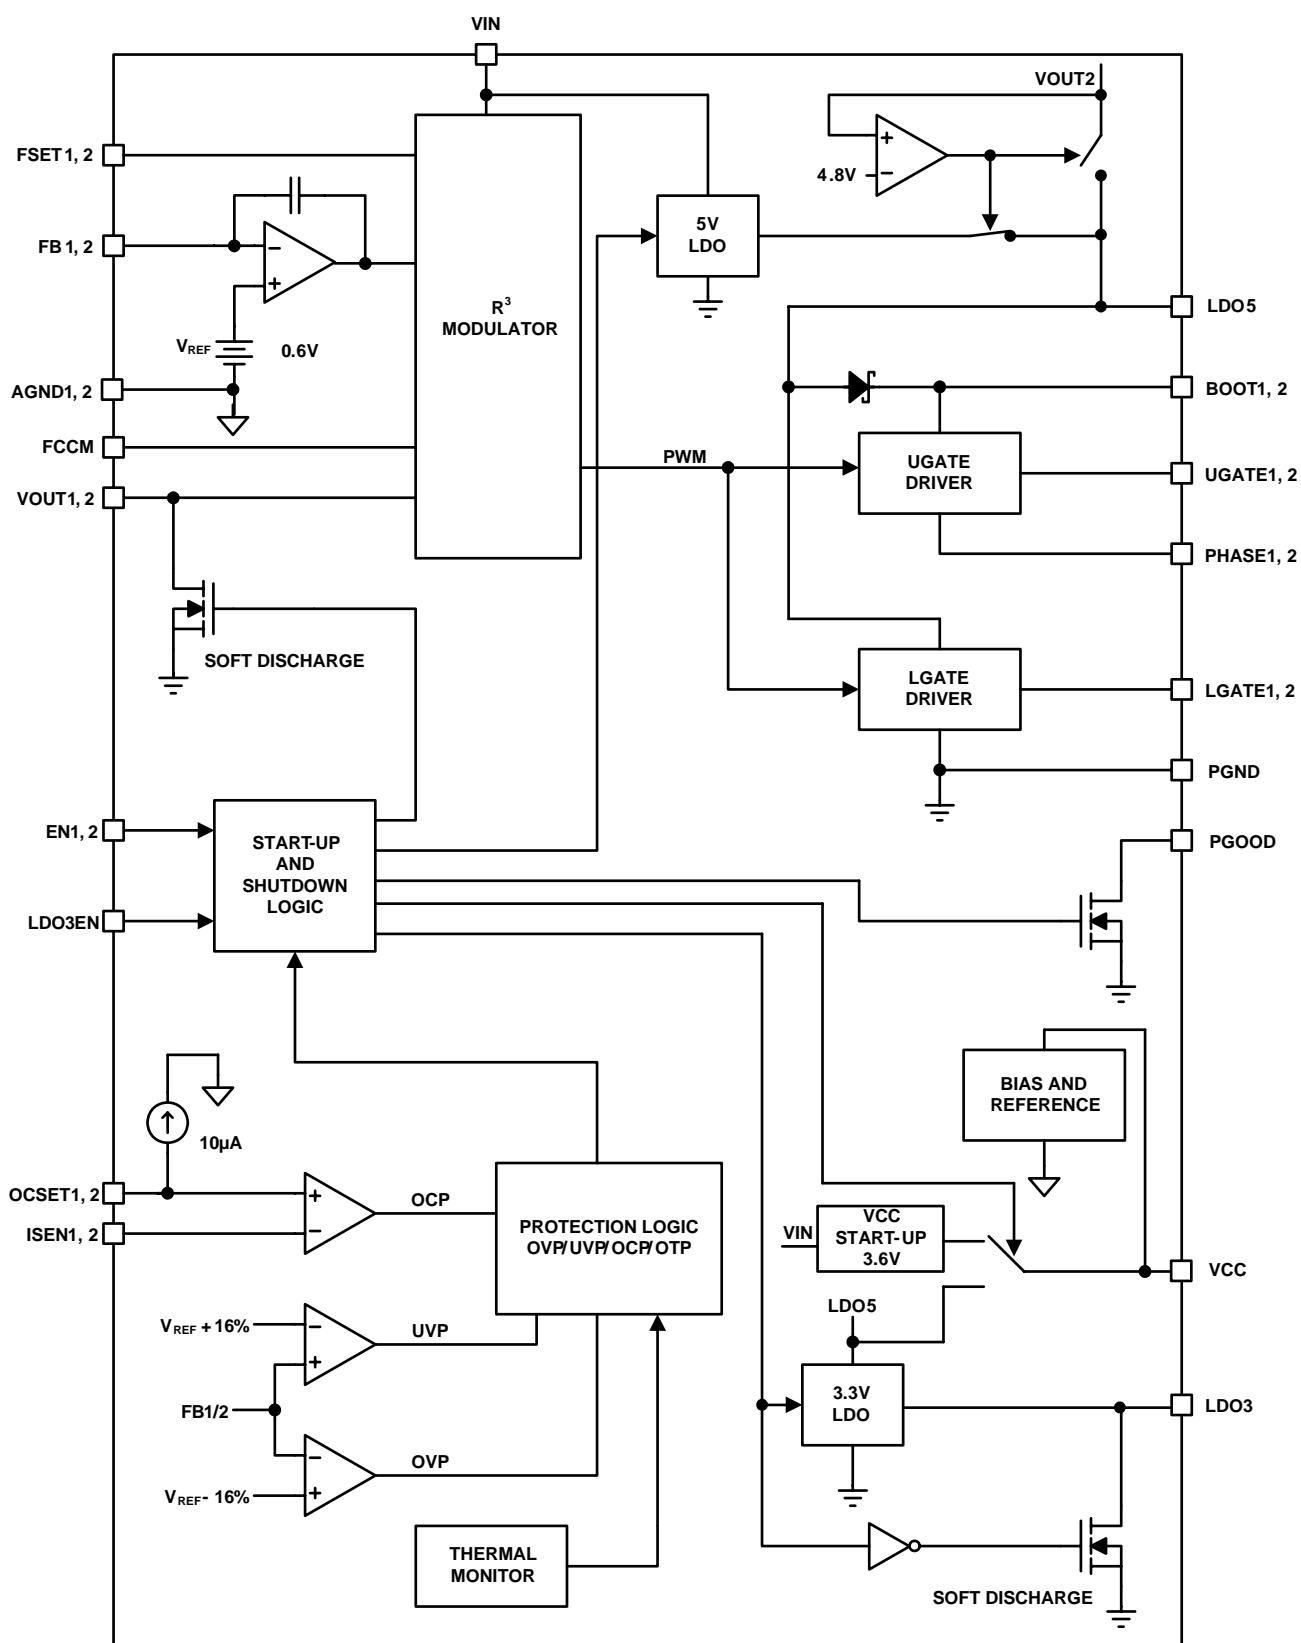 VIN
VOUT2
FSET1, 2
+
4.8V
−
5V
LDO
FB1, 2
−
+
R³
MODULATOR
LDO5
VREF
0.6V
AGND1, 2
BOOT1, 2
FCCM
PWM
UGATE
DRIVER
UGATE1, 2
VOUT1, 2
PHASE1, 2
SOFT DISCHARGE
LGATE
DRIVER
LGATE1, 2
PGND
EN1, 2
START-UP
AND
SHUTDOWN
LOGIC
PGOOD
LDO3EN
BIAS AND
REFERENCE
10µA
OCSET1, 2
+
−
OCP
ISEN1, 2
PROTECTION LOGIC
OVP/UVP/OCP/OTP
VIN
VCC
START-UP
3.6V
VCC
LDO5
VREF + 16%
−
+
UVP
FB1/2
3.3V
LDO
LDO3
−
+
OVP
VREF - 16%
THERMAL
MONITOR
SOFT DISCHARGE